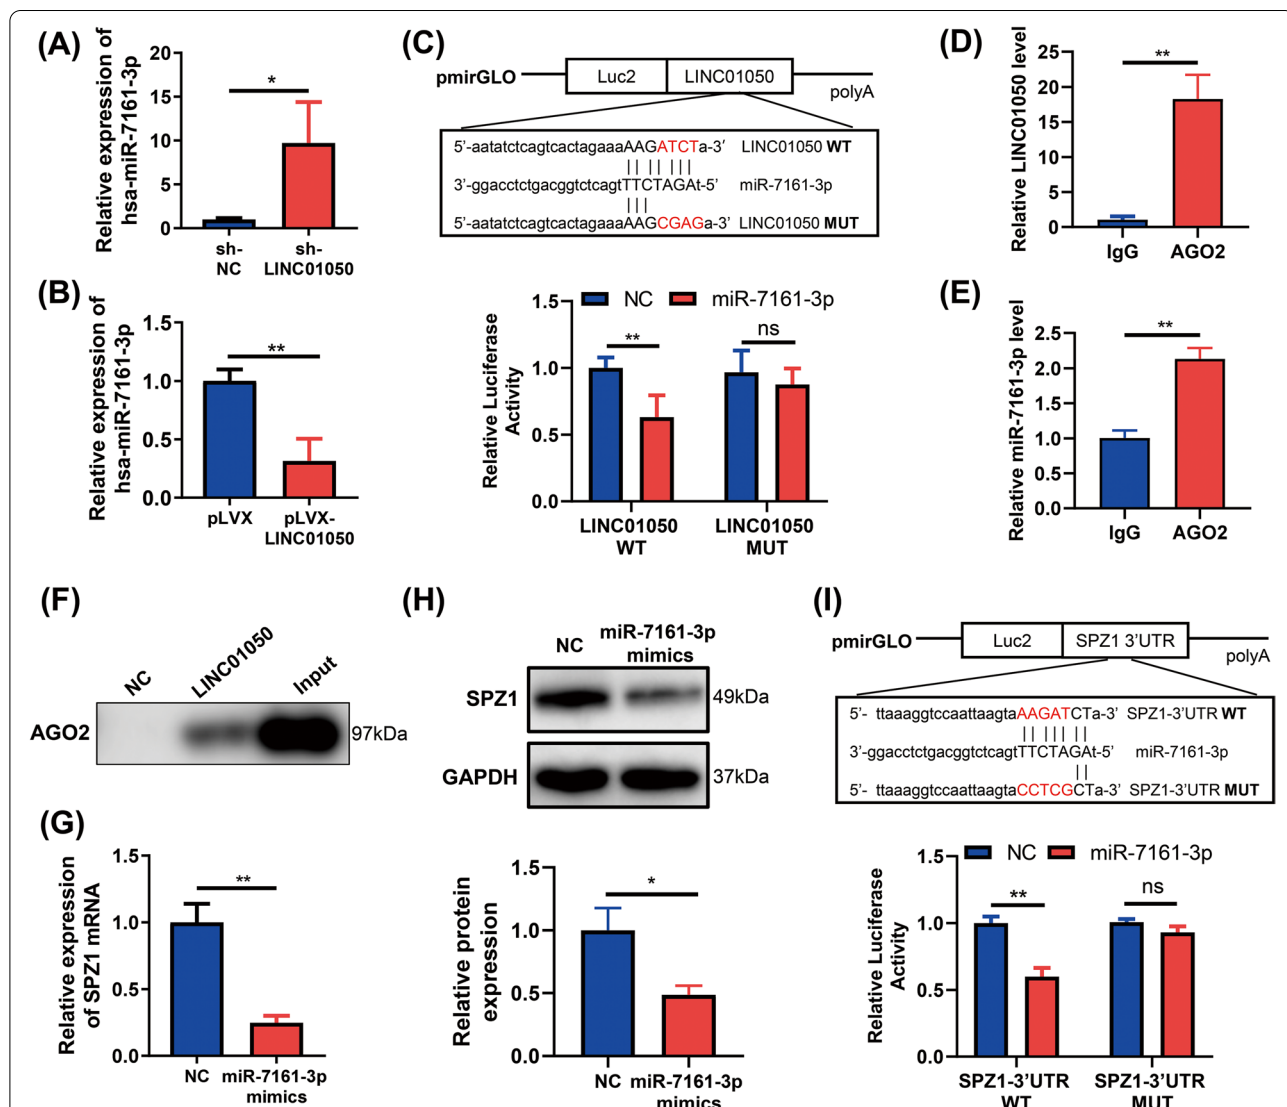 (A)
Relative expression of
hsa-miR-7161-3p
20
15
10
5
0
*
sh-
NC
sh-
LINC01050
(B)
Relative expression of
hsa-miR-7161-3p
1.5
1.0
0.5
0.0
**
pLVX
pLVX-
LINC01050
(C)
pmirGLO
Luc2
LINC01050
polyA
5'-aatatctcagtcactagaaaAAGATCTa-3' LINC01050 WT
3'-ggacctctgacggtctcagtTTCTAGAt-5' miR-7161-3p
5'-aatatctcagtcactagaaaAAGCGAGa-3' LINC01050 MUT
NC miR-7161-3p
Relative Luciferase
Activity
1.5
1.0
0.5
0.0
**
ns
LINC01050
WT
LINC01050
MUT
(D)
Relative LINC01050 level
25
20
15
10
5
0
**
IgG AGO2
(E)
Relative miR-7161-3p level
2.5
2.0
1.5
1.0
0.5
0.0
**
IgG AGO2
(F)
NC
LINC01050
Input
AGO2
97kDa
(G)
Relative expression
of SPZ1 mRNA
1.5
1.0
0.5
0.0
**
NC
miR-7161-3p
mimics
(H)
NC
miR-7161-3p
mimics
SPZ1
49kDa
GAPDH
37kDa
Relative protein
expression
1.5
1.0
0.5
0.0
*
NC
miR-7161-3p
mimics
(I)
pmirGLO
Luc2
SPZ1 3'UTR
polyA
5'- ttaaaggtccaattaagtaAAGATCTa-3' SPZ1-3'UTR WT
3'-ggacctctgacggtctcagtTTCTAGAt-5' miR-7161-3p
5'- ttaaaggtccaattaagtaCCTCGCTa-3' SPZ1-3'UTR MUT
NC miR-7161-3p
Relative Luciferase
Activity
1.5
1.0
0.5
0.0
**
ns
SPZ1-3'UTR
WT
SPZ1-3'UTR
MUT